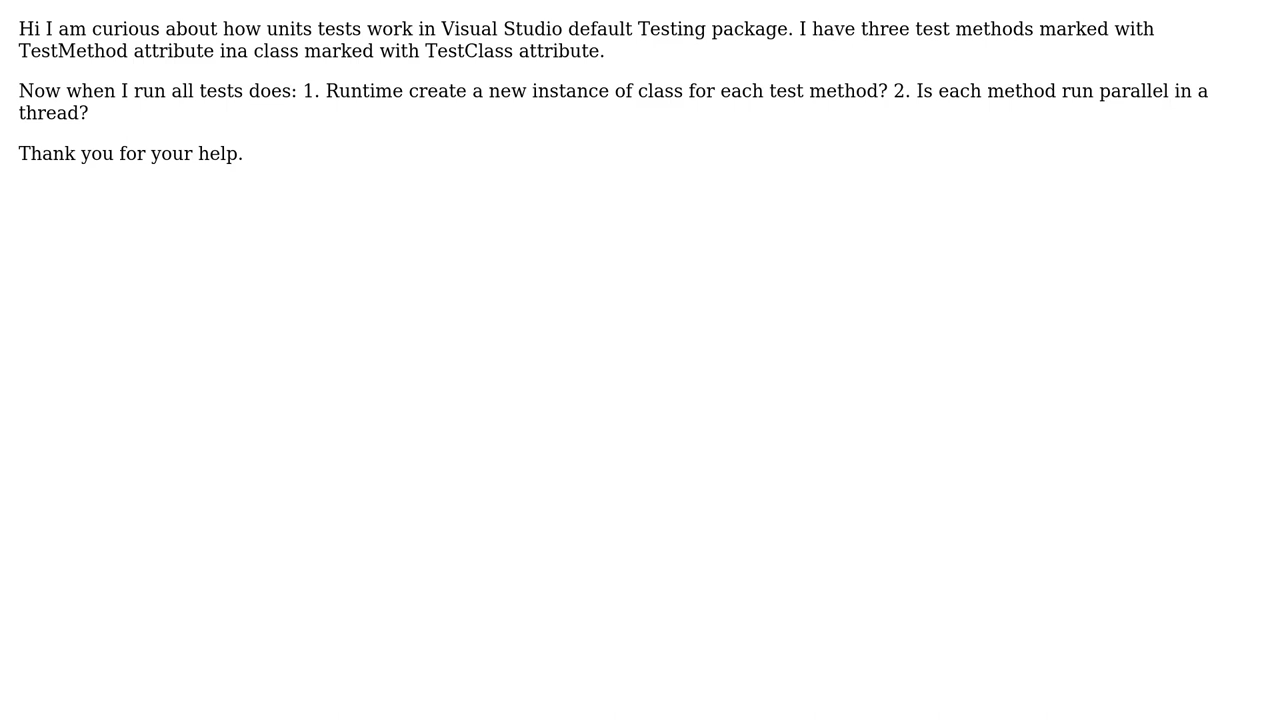 Hi I am curious about how units tests work in Visual Studio default Testing package. I have three test methods marked with
TestMethod attribute ina class marked with TestClass attribute.
Now when I run all tests does: 1. Runtime create a new instance of class for each test method? 2. Is each method run parallel in a
thread?
Thank you for your help.